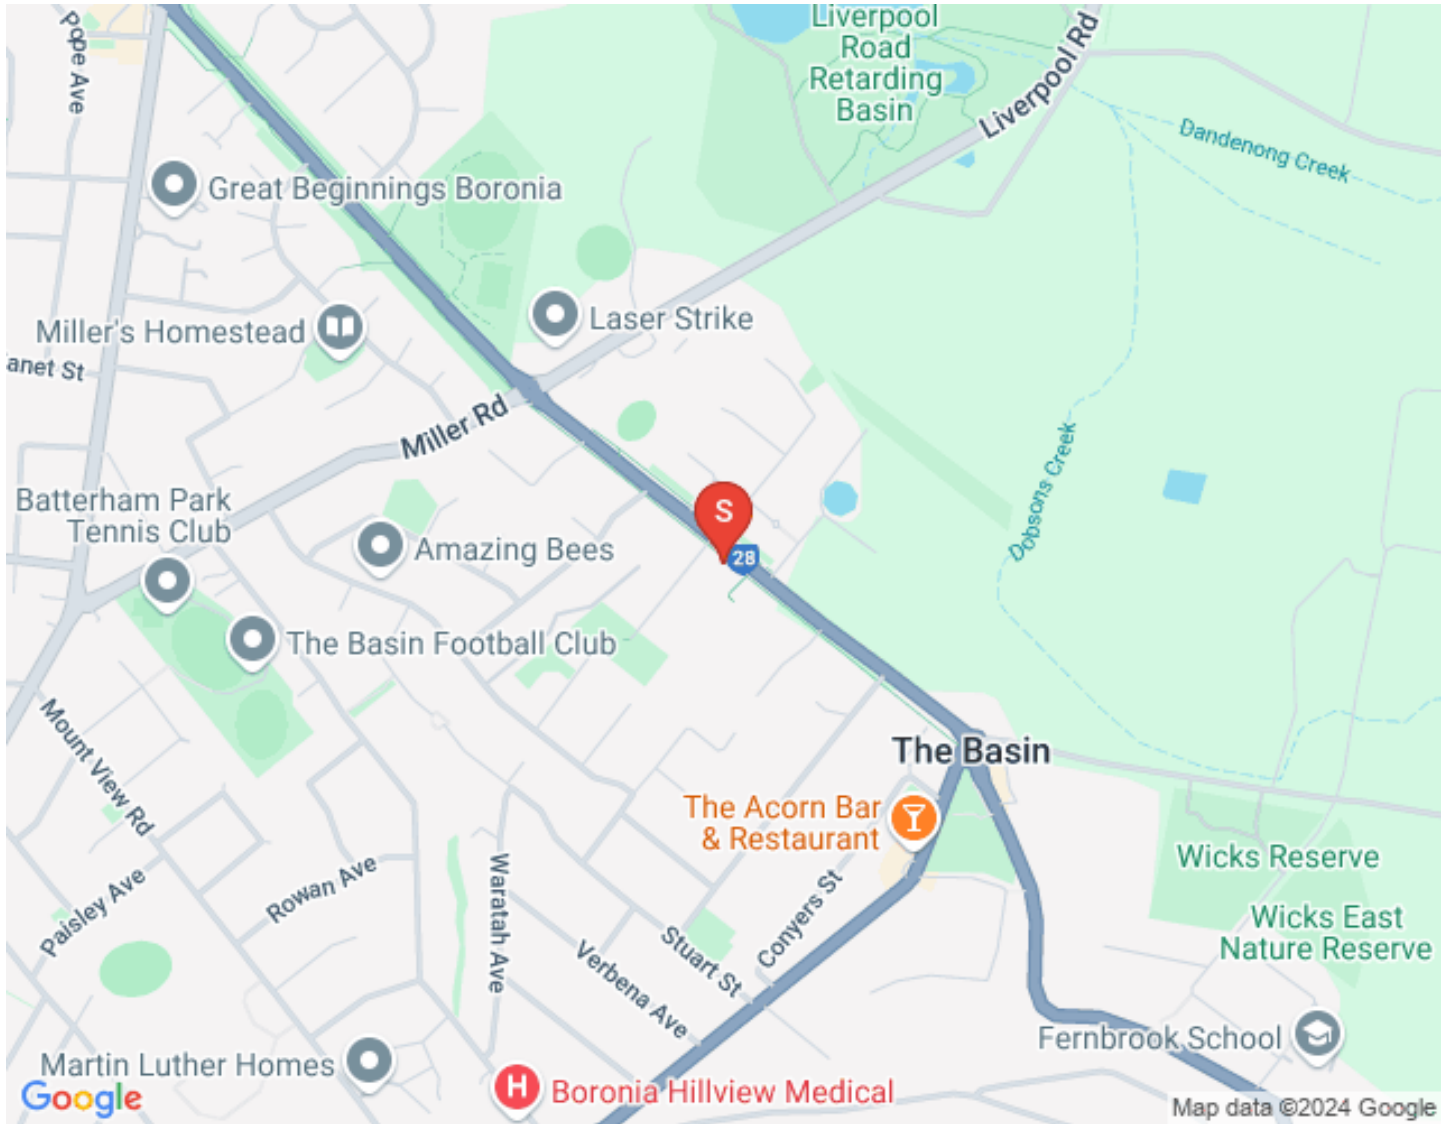 Pope Ave
Liverpool
Road
Retarding
Basin
Liverpool Rd
Dandenong Creek
Great Beginnings Boronia
Laser Strike
Miller's Homestead
anet St
Miller Rd
Batterham Park
Tennis Club
Amazing Bees
S
28
Dobsons Creek
The Basin Football Club
Mount View Rd
The Basin
The Acorn Bar
& Restaurant
Wicks Reserve
Rowan Ave
Paisley Ave
Waratah Ave
Conyers St
Wicks East
Nature Reserve
Stuart St
Verbena Ave
Fernbrook School
Martin Luther Homes
H
Boronia Hillview Medical
Google
Map data ©2024 Google